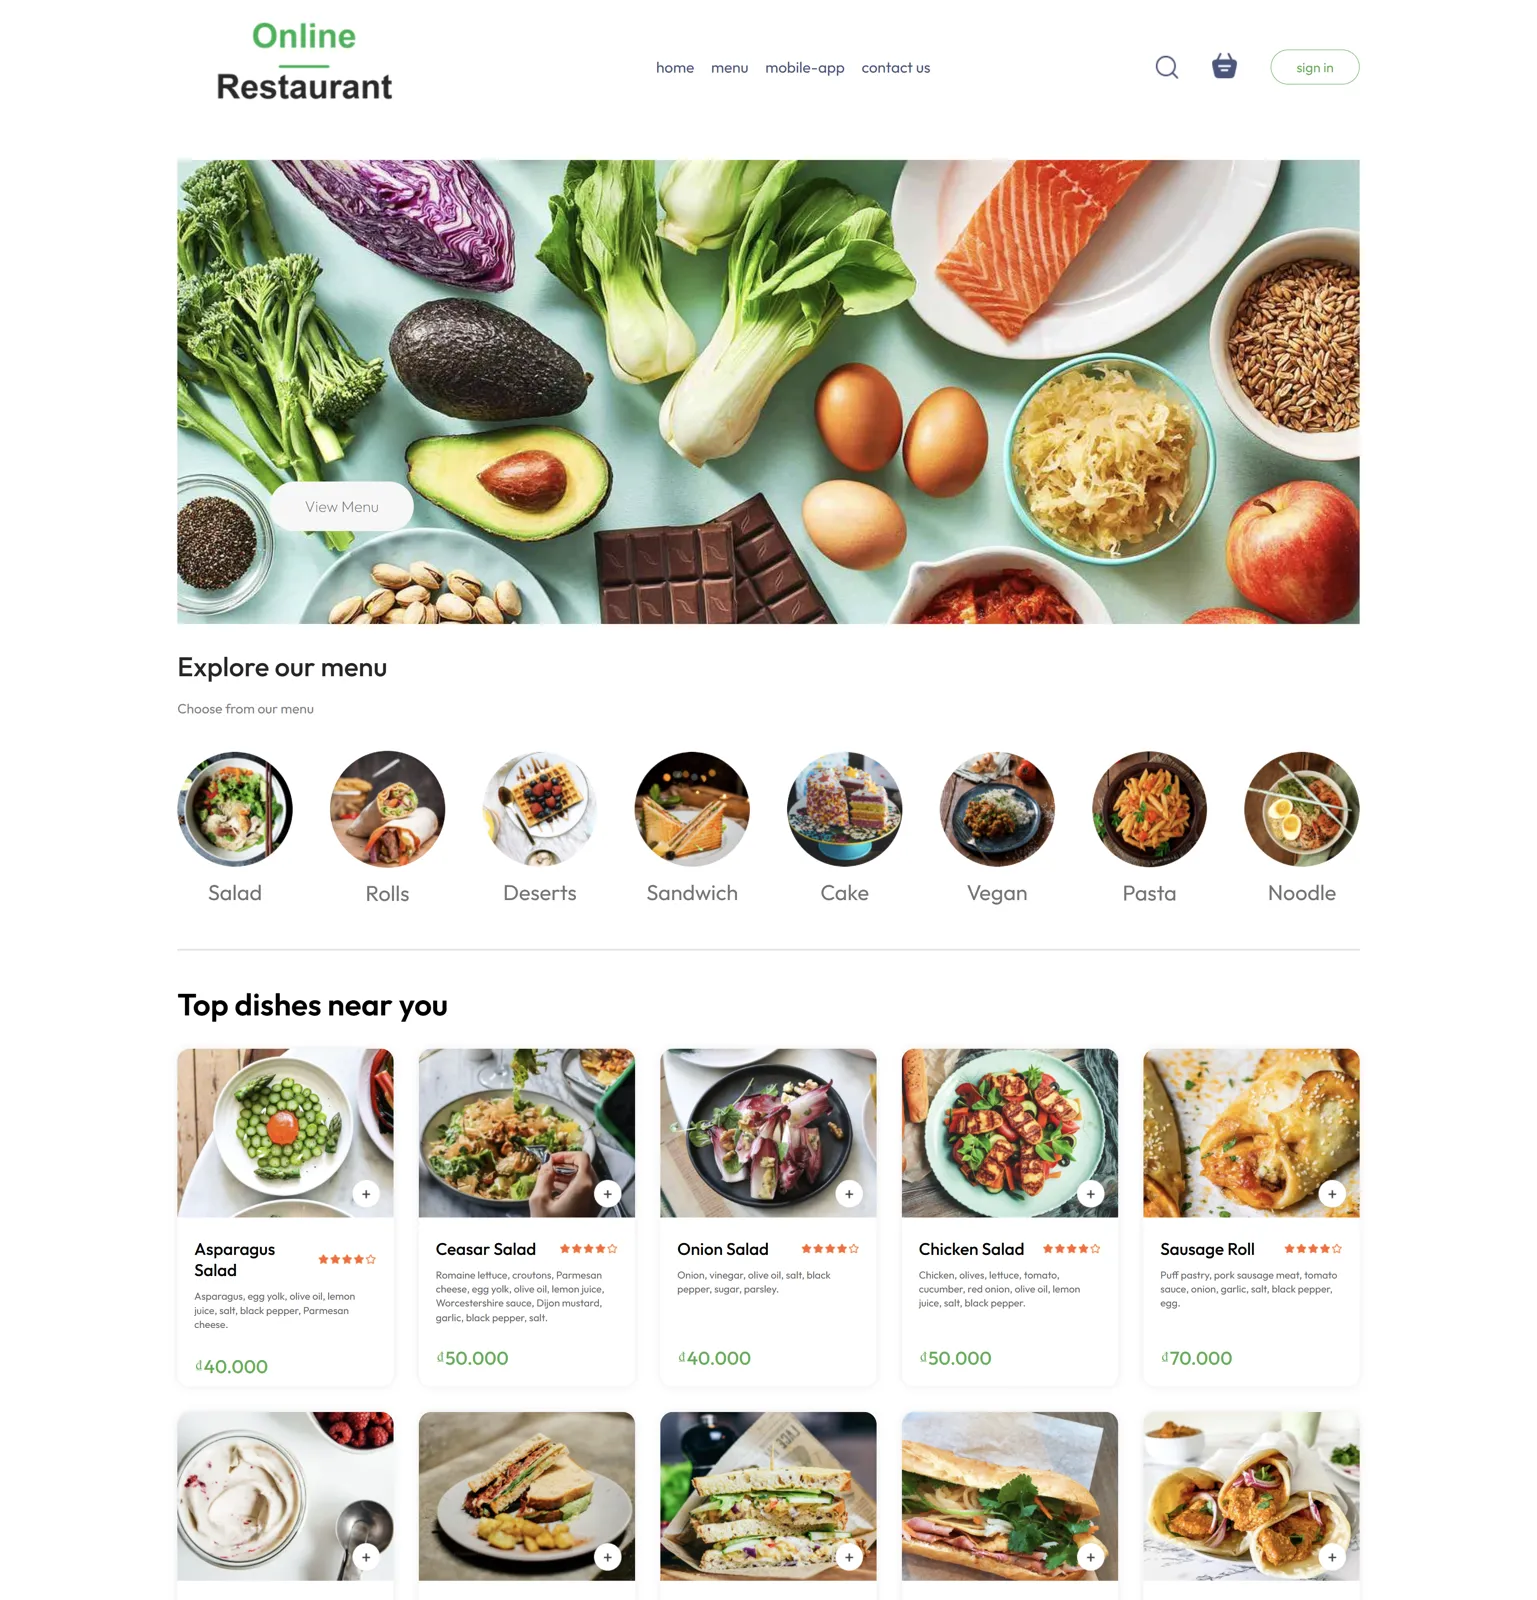 Online
Restaurant
home menu mobile-app contact us
sign in
View Menu
Explore our menu
Choose from our menu
Salad Rolls Deserts Sandwich Cake Vegan Pasta Noodle
Top dishes near you
Asparagus
Salad
Asparagus, egg yolk, olive oil, lemon
juice, salt, black pepper, Parmesan
cheese.
₫40.000
Ceasar Salad
Romaine lettuce, croutons, Parmesan
cheese, egg yolk, olive oil, lemon juice,
Worcestershire sauce, Dijon mustard,
garlic, black pepper, salt.
₫50.000
Onion Salad
Onion, vinegar, olive oil, salt, black
pepper, sugar, parsley.
₫40.000
Chicken Salad
Chicken, olives, lettuce, tomato,
cucumber, red onion, olive oil, lemon
juice, salt, black pepper.
₫50.000
Sausage Roll
Puff pastry, pork sausage meat, tomato
sauce, onion, garlic, salt, black pepper,
egg.
₫70.000